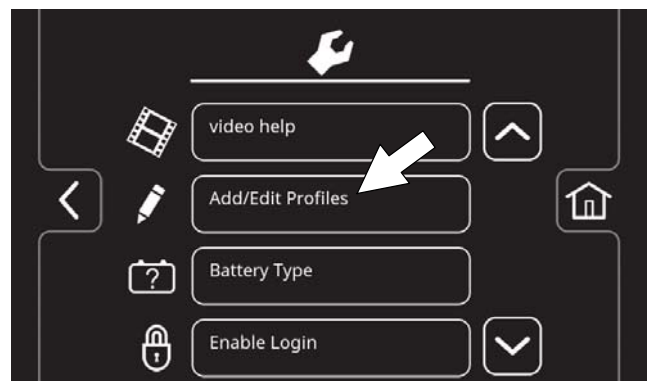 video help
Add/Edit Profiles
?
Battery Type
Enable Login